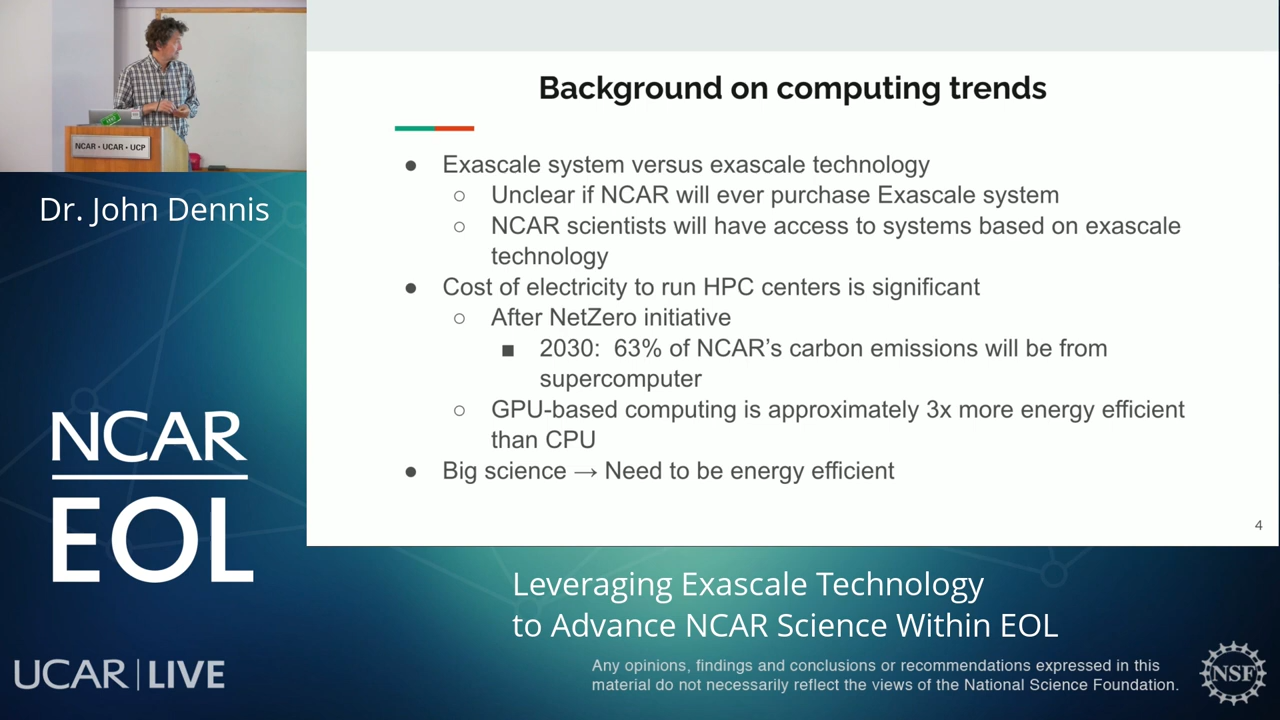 NCAR • UCAR • UCP
Dr. John Dennis
NCAR
EOL
UCAR | LIVE
Background on computing trends
● Exascale system versus exascale technology
○ Unclear if NCAR will ever purchase Exascale system
○ NCAR scientists will have access to systems based on exascale
technology
● Cost of electricity to run HPC centers is significant
○ After NetZero initiative
■ 2030: 63% of NCAR’s carbon emissions will be from
supercomputer
○ GPU-based computing is approximately 3x more energy efficient
than CPU
● Big science → Need to be energy efficient
4
Leveraging Exascale Technology
to Advance NCAR Science Within EOL
Any opinions, findings and conclusions or recommendations expressed in this
material do not necessarily reflect the views of the National Science Foundation.
NSF